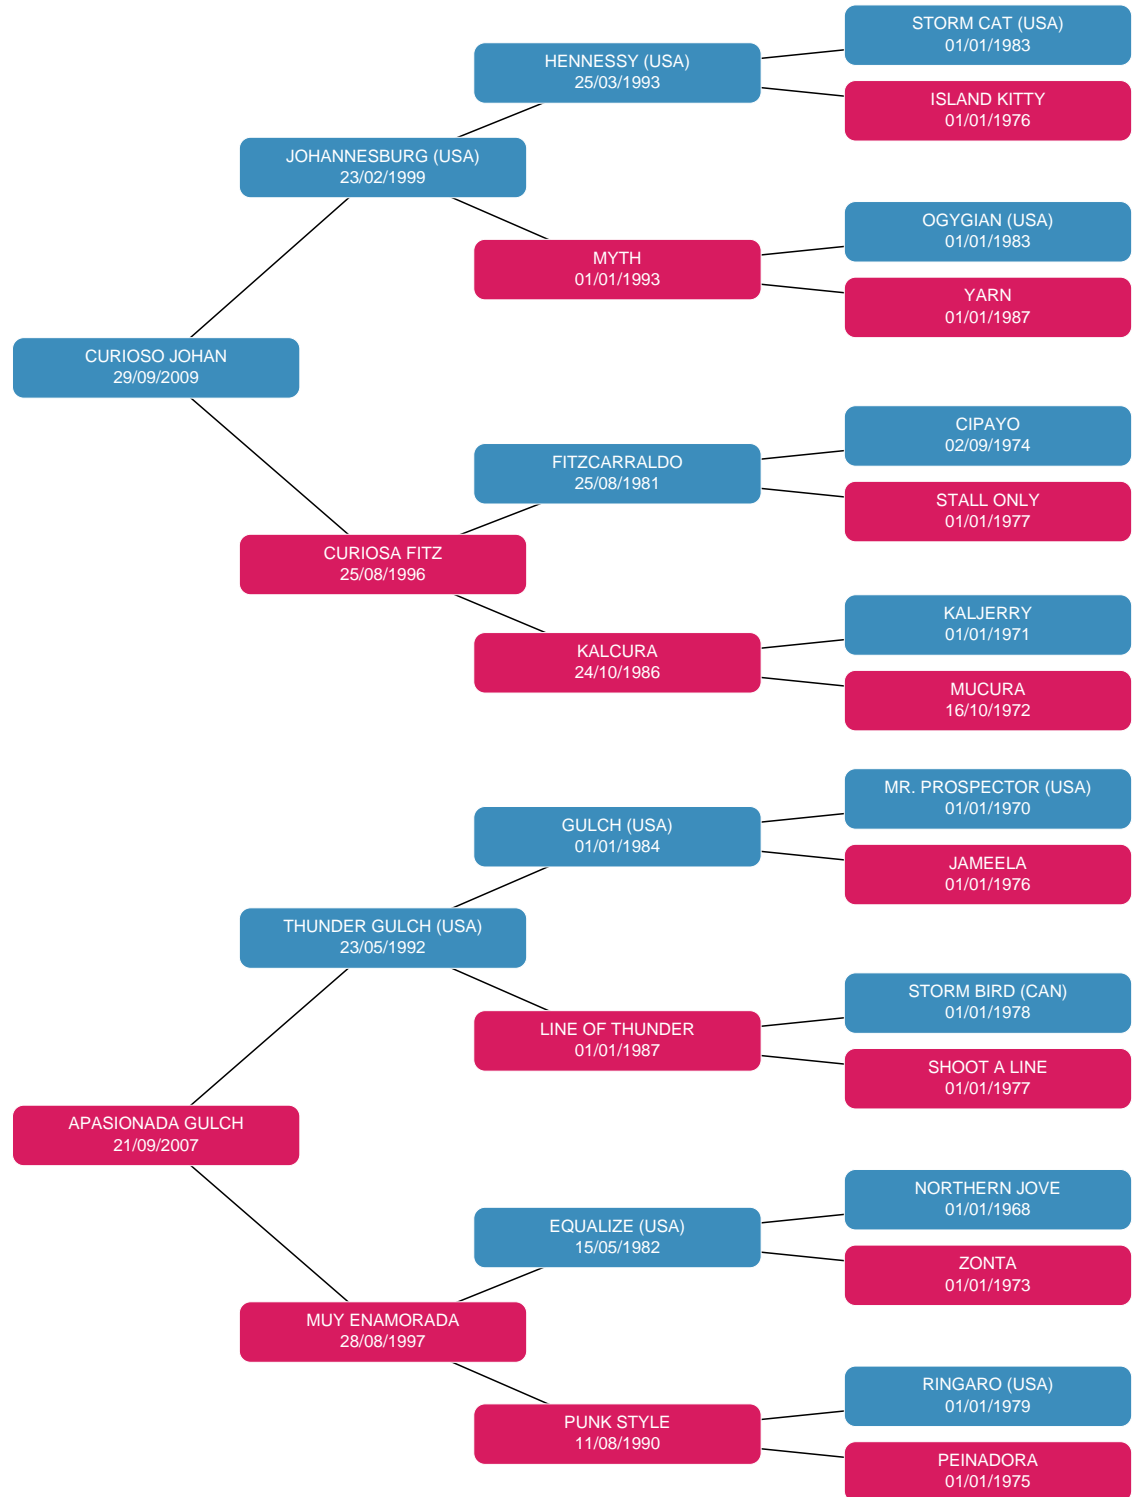 STORM CAT (USA)
01/01/1983
HENNESSY (USA)
25/03/1993
ISLAND KITTY
01/01/1976
JOHANNESBURG (USA)
23/02/1999
OGYGIAN (USA)
01/01/1983
MYTH
01/01/1993
YARN
01/01/1987
CURIOSO JOHAN
29/09/2009
CIPAYO
02/09/1974
FITZCARRALDO
25/08/1981
STALL ONLY
01/01/1977
CURIOSA FITZ
25/08/1996
KALJERRY
01/01/1971
KALCURA
24/10/1986
MUCURA
16/10/1972
MR. PROSPECTOR (USA)
01/01/1970
GULCH (USA)
01/01/1984
JAMEELA
01/01/1976
THUNDER GULCH (USA)
23/05/1992
STORM BIRD (CAN)
01/01/1978
LINE OF THUNDER
01/01/1987
SHOOT A LINE
01/01/1977
APASIONADA GULCH
21/09/2007
NORTHERN JOVE
01/01/1968
EQUALIZE (USA)
15/05/1982
ZONTA
01/01/1973
MUY ENAMORADA
28/08/1997
RINGARO (USA)
01/01/1979
PUNK STYLE
11/08/1990
PEINADORA
01/01/1975